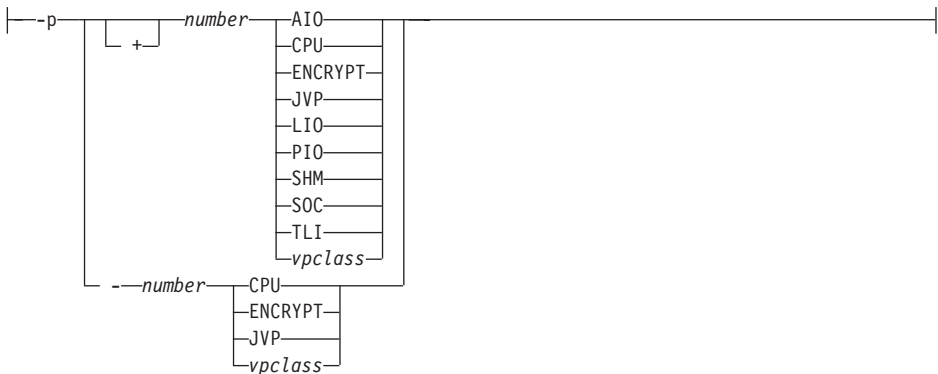 -p + number AIO
CPU
ENCRYPT
JVP
LIO
PIO
SHM
SOC
TLI
vpclass
- number CPU
ENCRYPT
JVP
vpclass